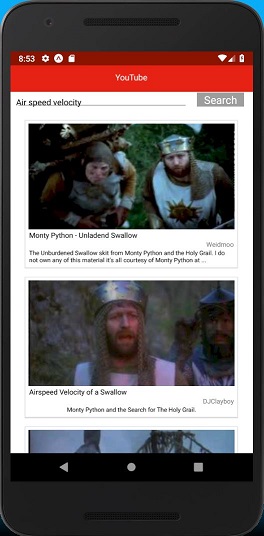 8:53
YouTube
Air speed velocity
Search
Monty Python - Unladend Swallow
Weidmoo
The Unburdened Swallow skit from Monty Python and the Holy Grail. I do
not own any of this material it's all courtesy of Monty Python at ...
Airspeed Velocity of a Swallow
DJClayboy
Monty Python and the Search for The Holy Grail.